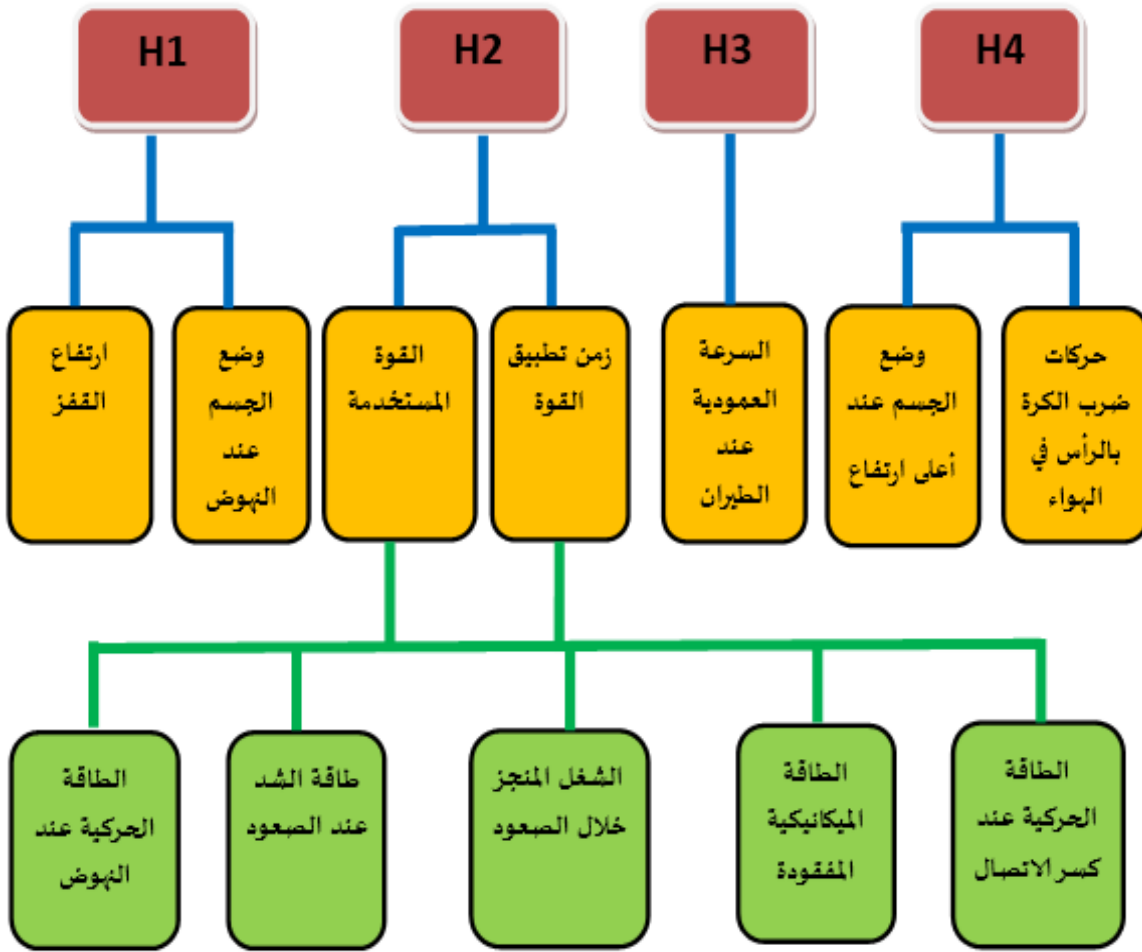 H1
H2
H3
H4
ارتفاع
القفز
وضع
الجسم
عند
النهوض
القوة
المستخدمة
زمن تطبيق
القوة
السرعة
العمودية
عند
الطيران
وضع
الجسم عند
أعلى ارتفاع
حركات
ضرب الكرة
بالرأس في
الهواء
الطاقة
الحركية عند
النهوض
طاقة الشد
عند الصعود
الشغل المنجز
خلال الصعود
الطاقة
الميكانيكية
المفقودة
الطاقة
الحركية عند
كسر الاتصال